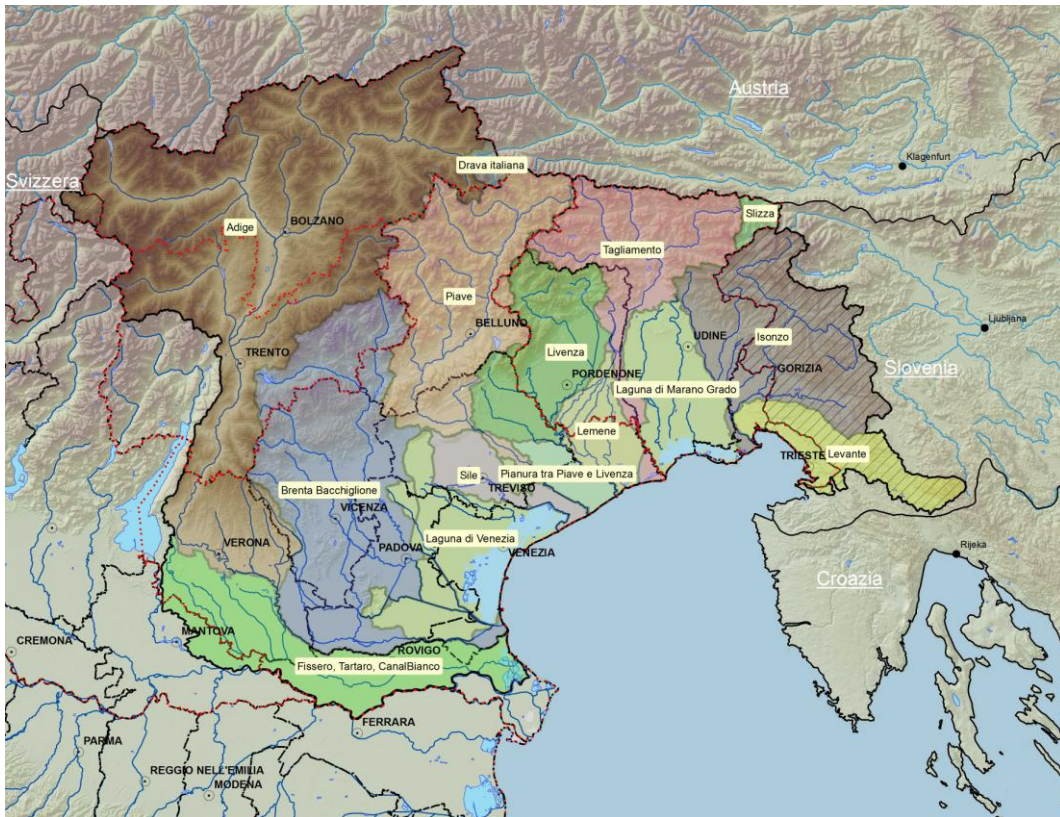 Austria
Klagenfurt
Drava italiana
Svizzera
Slizza
BOLZANO
Adige
Tagliamento
Piave
Ljubljana
BELLUNO
UDINE
Isonzo
TRENTO
Livenza
GORIZIA
Slovenia
PORDENONE
Laguna di Marano Grado
Lemene
TRIESTE
Levante
Sile
Pianura tra Piave e Livenza
TREVISO
Brenta Bacchiglione
VICENZA
Laguna di Venezia
VERONA
PADOVA
VENEZIA
Rijeka
Croazia
MANTOVA
CREMONA
ROVIGO
Fissero, Tartaro, CanalBianco
FERRARA
PARMA
REGGIO NELL'EMILIA
MODENA